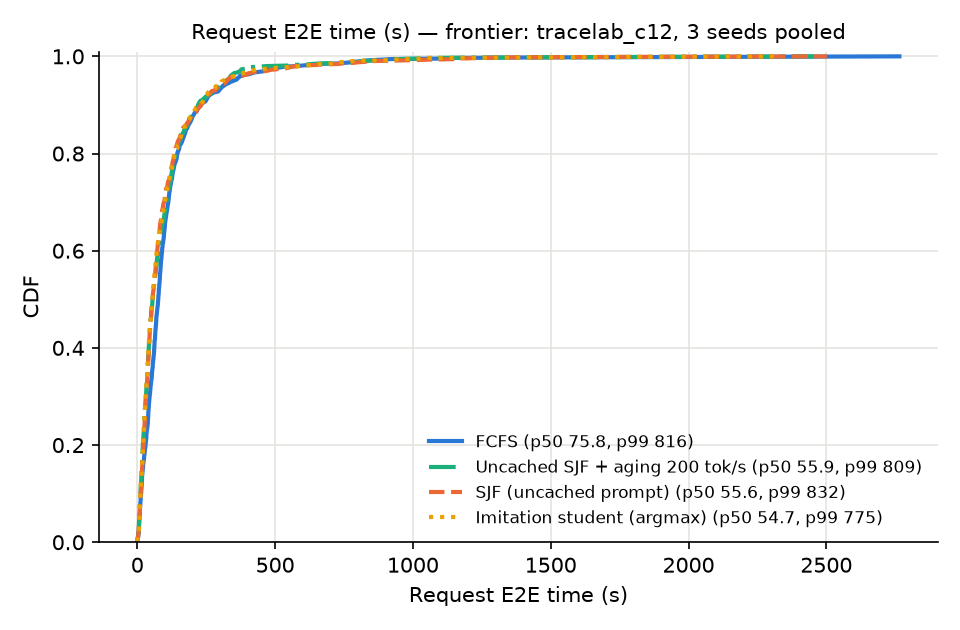 Request E2E time (s) — frontier: tracelab_c12, 3 seeds pooled
1.0
0.8
0.6
0.4
0.2
0.0
CDF
FCFS (p50 75.8, p99 816)
Uncached SJF + aging 200 tok/s (p50 55.9, p99 809)
SJF (uncached prompt) (p50 55.6, p99 832)
Imitation student (argmax) (p50 54.7, p99 775)
0 500 1000 1500 2000 2500
Request E2E time (s)